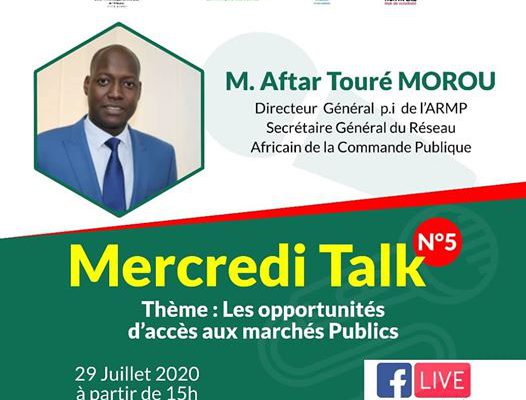 M. Aftar Touré MOROU
Directeur Général p.i de l'ARMP
Secrétaire Général du Réseau
Africain de la Commande Publique
Mercredi Talk
N°5
Thème : Les opportunités
d'accès aux marchés Publics
29 Juillet 2020
à partir de 15h
f LIVE